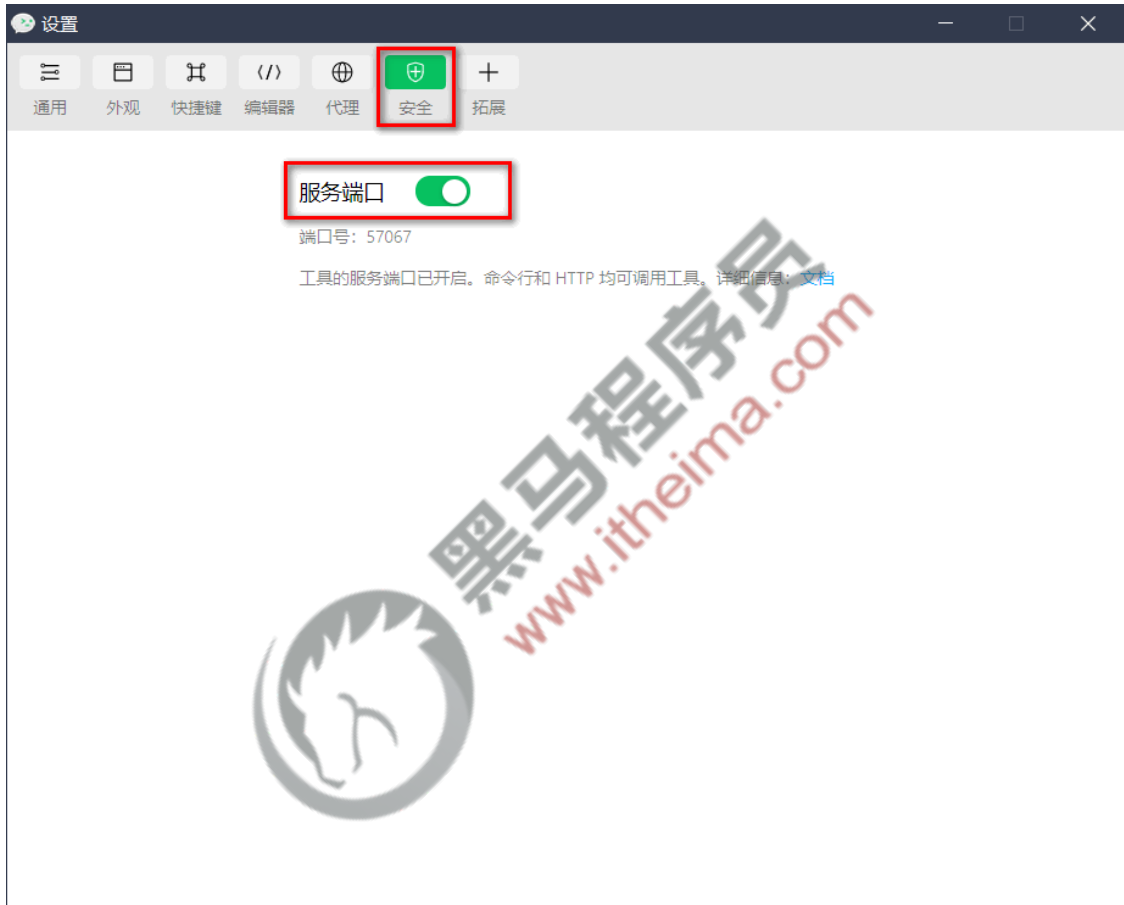 设置
通用 外观 快捷键 编辑器 代理 安全 拓展
服务端口
端口号：57067
工具的服务端口已开启。命令行和 HTTP 均可调用工具。详细信息：文档
黑马程序员
www.itheima.com